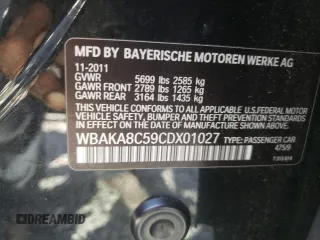 MFD BY BAYERISCHE MOTOREN WERKE AG
11-2011
GVWR 5699 lbs 2585 kg
GAWR FRONT 2789 lbs 1265 kg
GAWR REAR 3164 lbs 1435 kg
THIS VEHICLE CONFORMS TO ALL APPLICABLE U.S. FEDERAL MOTOR
VEHICLE SAFETY, BUMPER, AND THEFT PREVENTION STANDARDS IN
EFFECT ON THE DATE OF MANUFACTURE SHOWN ABOVE.
WBAKA8C59CDX01027 TYPE: PASSENGER CAR
475/9
DREAMBID